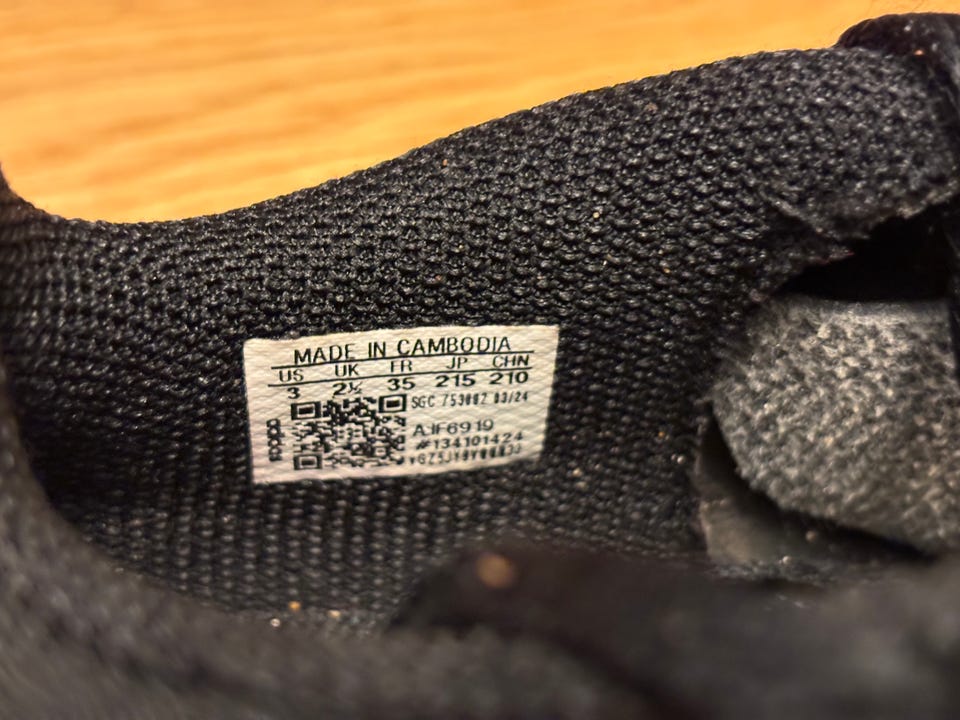 MADE IN CAMBODIA
US UK FR JP CHN
3 2½ 35 215 210
SGC 753002 03/24
#134101424